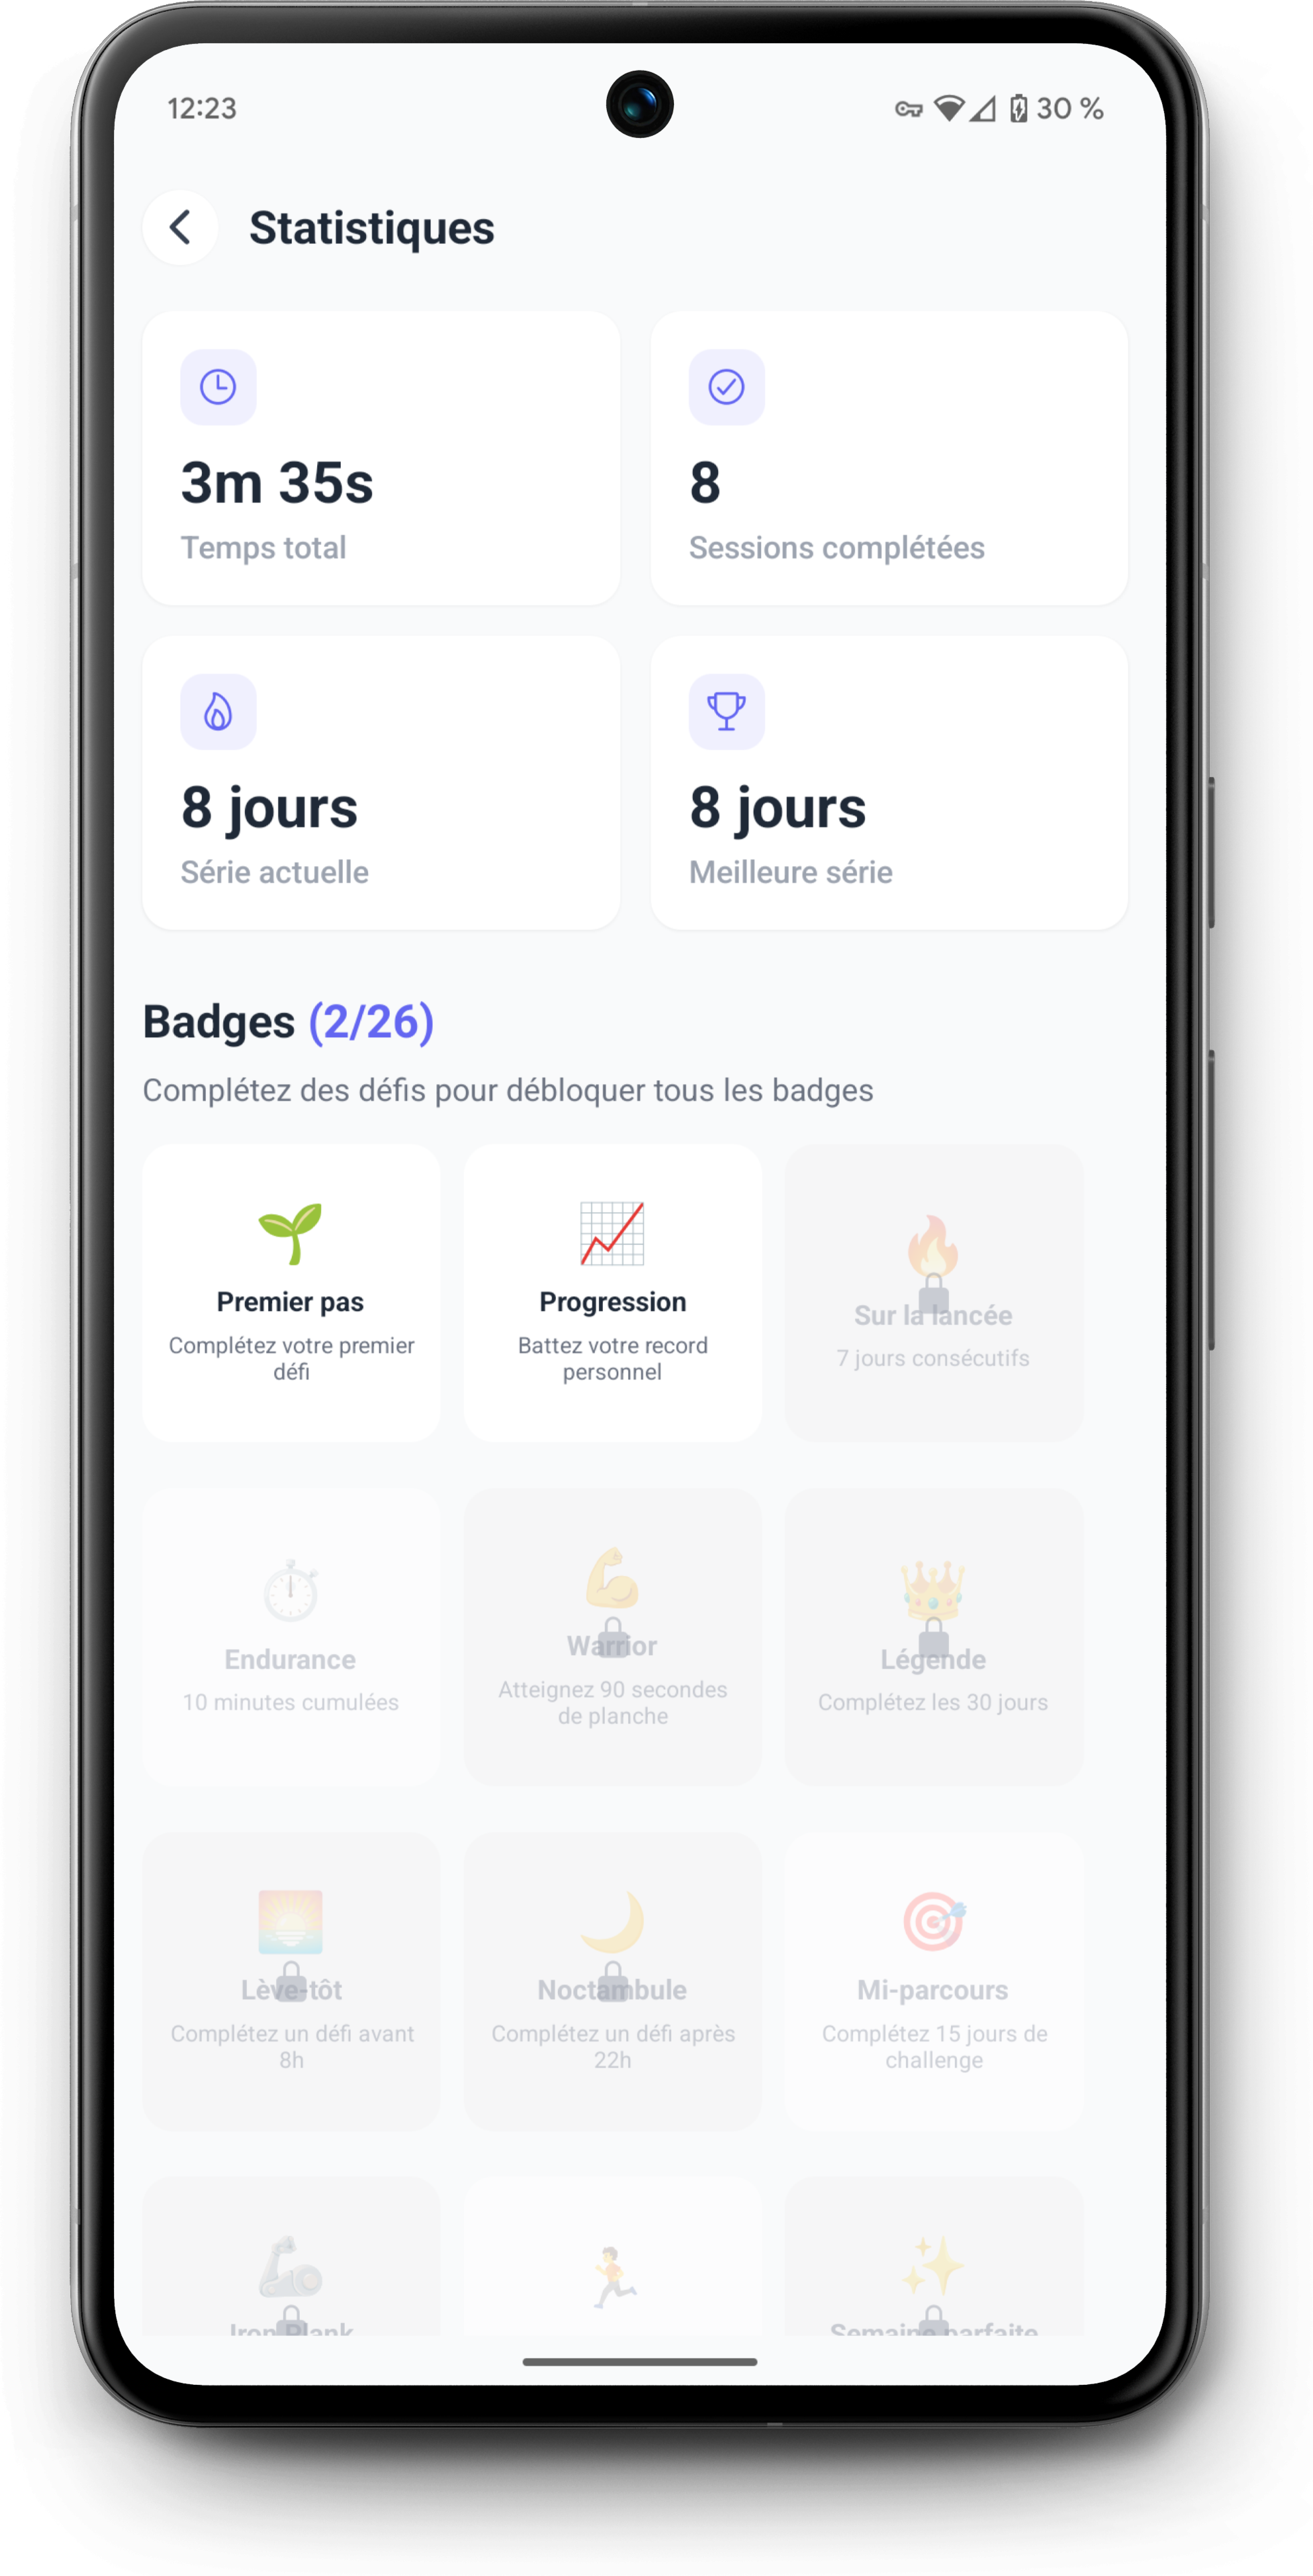 12:23
30 %
Statistiques
3m 35s
Temps total
8
Sessions complétées
8 jours
Série actuelle
8 jours
Meilleure série
Badges (2/26)
Complétez des défis pour débloquer tous les badges
Premier pas
Complétez votre premier
défi
Progression
Battez votre record
personnel
Sur la lancée
7 jours consécutifs
Endurance
10 minutes cumulées
Warrior
Atteignez 90 secondes
de planche
Légende
Complétez les 30 jours
Lève-tôt
Complétez un défi avant
8h
Noctambule
Complétez un défi après
22h
Mi-parcours
Complétez 15 jours de
challenge
Iron Plank
Semaine parfaite